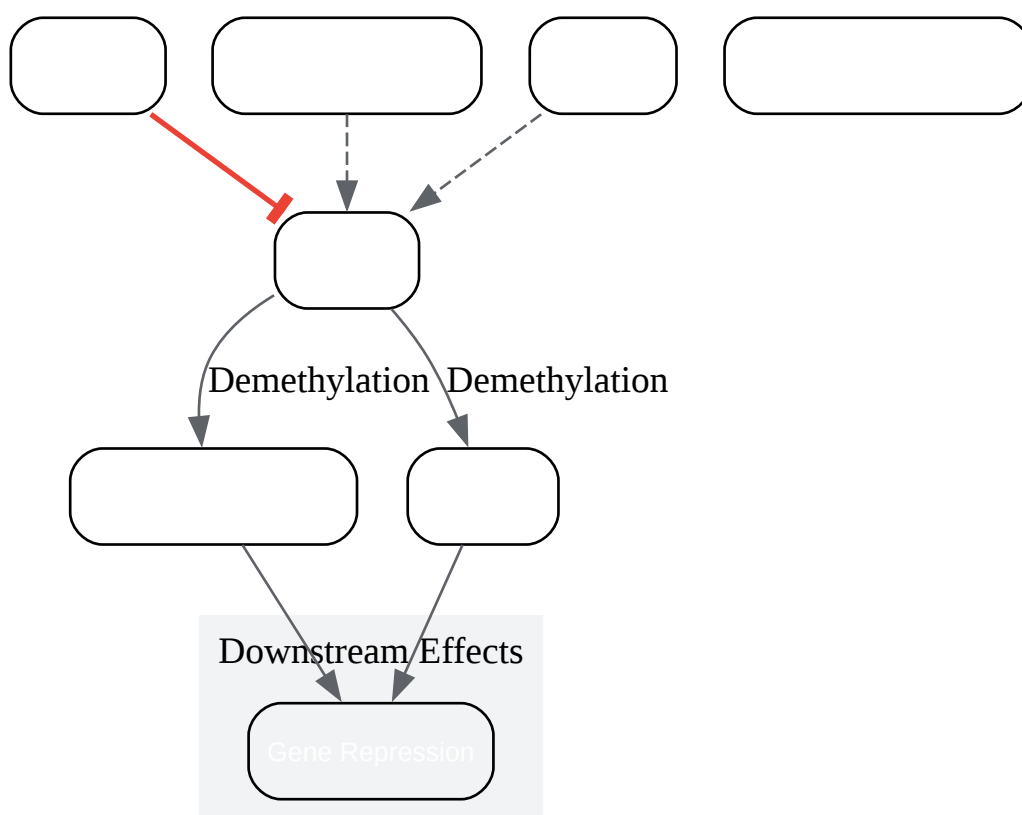 Demethylation
Demethylation
Downstream Effects
Gene Repression